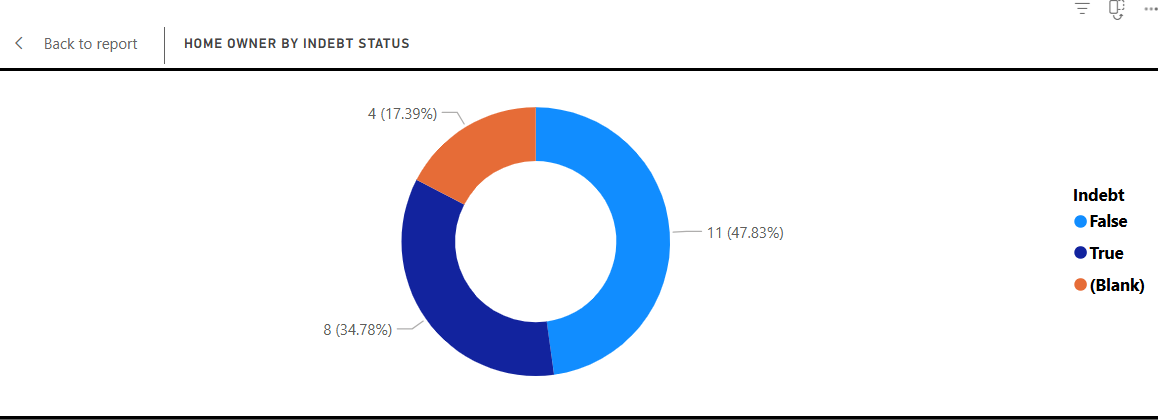 Back to report
HOME OWNER BY INDEBT STATUS
4 (17.39%)
11 (47.83%)
8 (34.78%)
Indebt
False
True
(Blank)